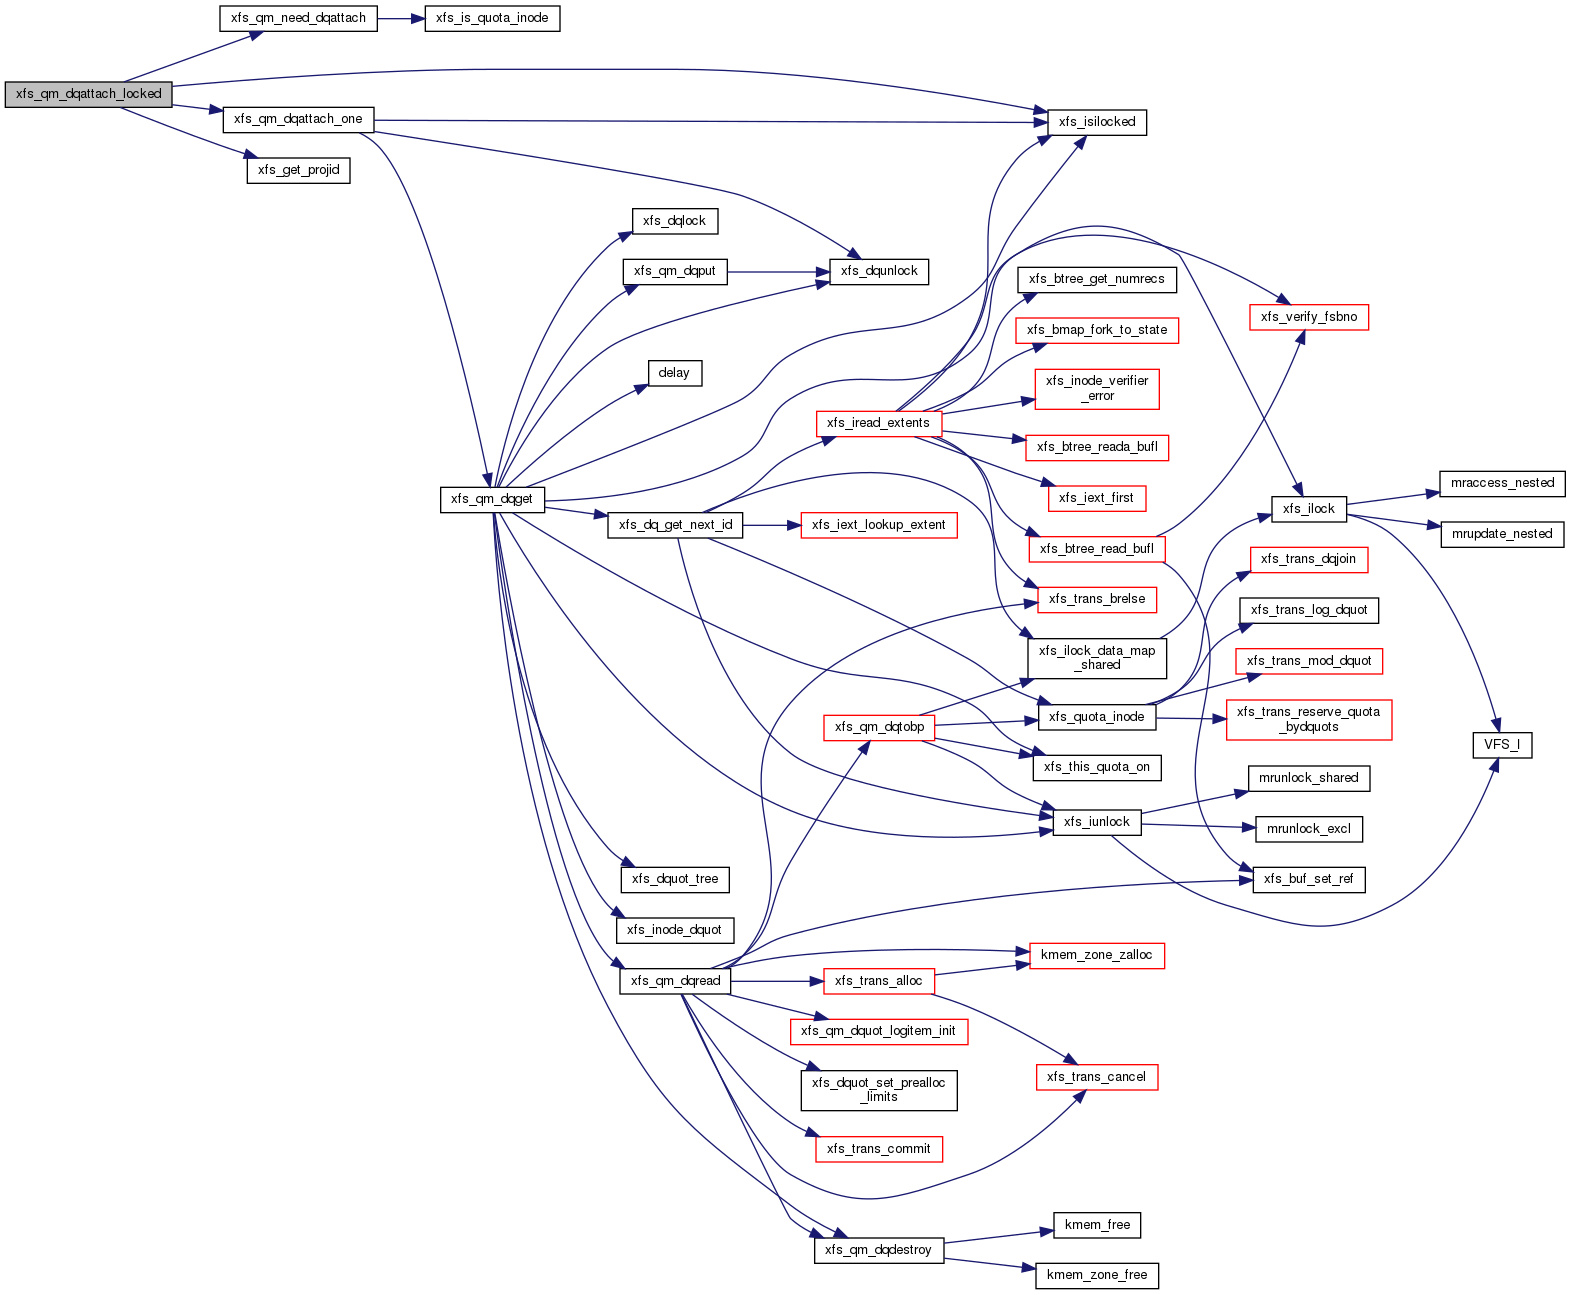 xfs_qm_need_dqattach
xfs_is_quota_inode
xfs_qm_dqattach_locked
xfs_qm_dqattach_one
xfs_isilocked
xfs_get_projid
xfs_dqlock
xfs_qm_dqput
xfs_dqunlock
xfs_btree_get_numrecs
xfs_verify_fsbno
xfs_bmap_fork_to_state
delay
xfs_inode_verifier
_error
xfs_iread_extents
xfs_btree_reada_bufl
mraccess_nested
xfs_qm_dqget
xfs_iext_first
xfs_ilock
xfs_dq_get_next_id
xfs_iext_lookup_extent
mrupdate_nested
xfs_btree_read_bufl
xfs_trans_dqjoin
xfs_trans_brelse
xfs_trans_log_dquot
xfs_ilock_data_map
_shared
xfs_trans_mod_dquot
xfs_qm_dqtobp
xfs_quota_inode
xfs_trans_reserve_quota
_bydquots
VFS_I
xfs_this_quota_on
mrunlock_shared
xfs_iunlock
mrunlock_excl
xfs_dquot_tree
xfs_buf_set_ref
xfs_inode_dquot
kmem_zone_zalloc
xfs_qm_dqread
xfs_trans_alloc
xfs_qm_dquot_logitem_init
xfs_trans_cancel
xfs_dquot_set_prealloc
_limits
xfs_trans_commit
kmem_free
xfs_qm_dqdestroy
kmem_zone_free